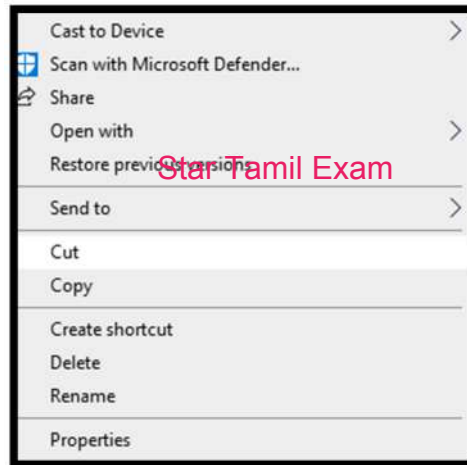 Cast to Device
Scan with Microsoft Defender...
Share
Open with
Restore previous versions
Star Tamil Exam
Send to
Cut
Copy
Create shortcut
Delete
Rename
Properties